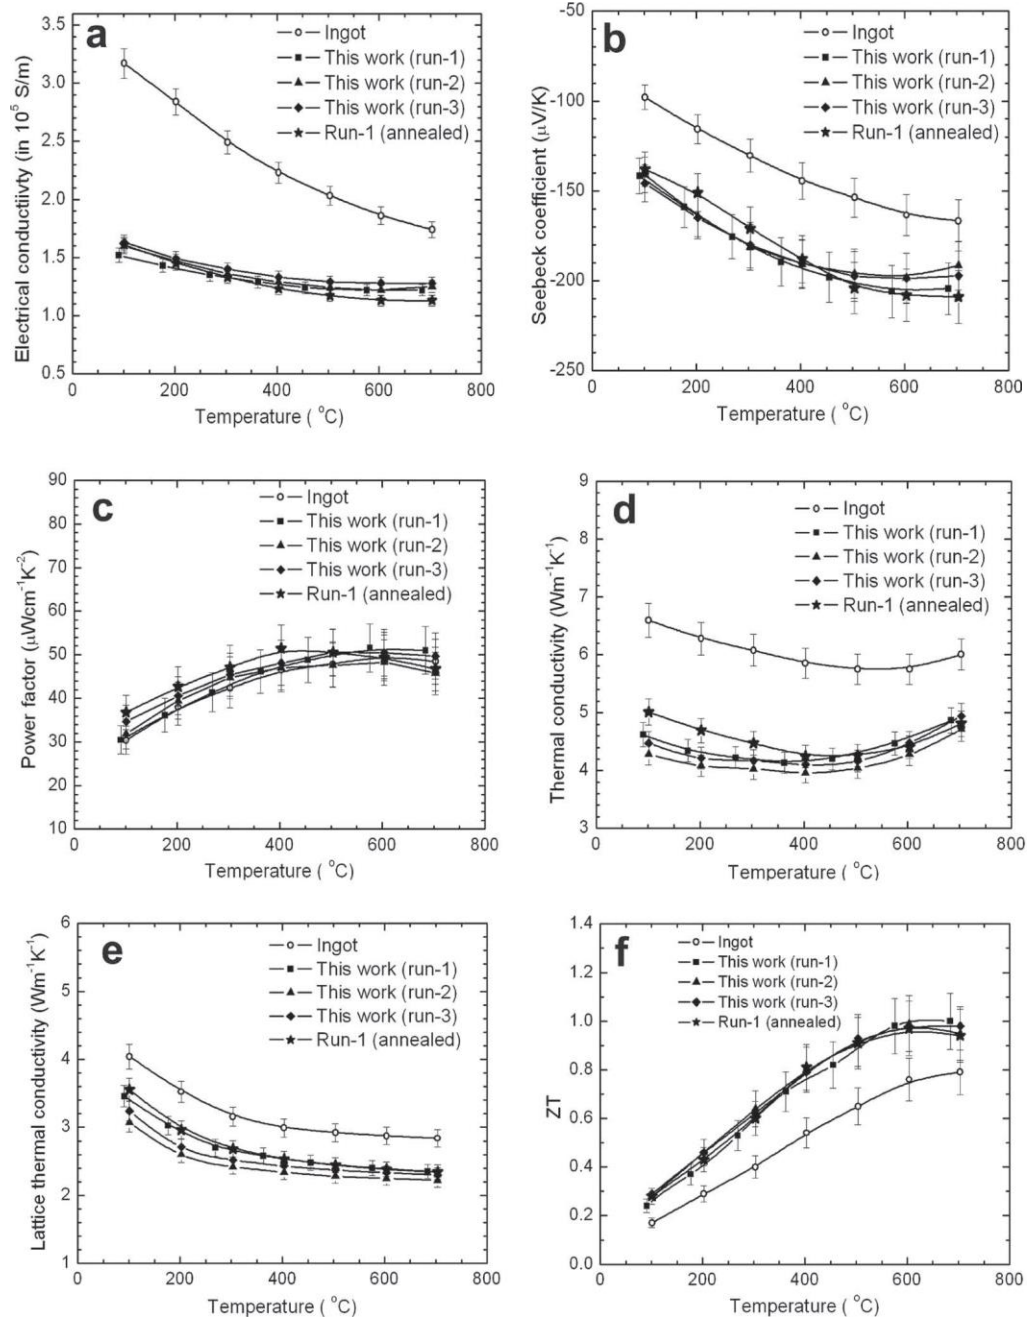 a
3.5
3.0
2.5
2.0
1.5
1.0
0.5
0
200
400
600
800
Electrical conductiivty (in 10⁵ S/m)
Temperature ( °C)
Ingot
This work (run-1)
This work (run-2)
This work (run-3)
Run-1 (annealed)
b
-50
-100
-150
-200
-250
0
200
400
600
800
Seebeck coefficient (μV/K)
Temperature ( °C)
Ingot
This work (run-1)
This work (run-2)
This work (run-3)
Run-1 (annealed)
c
90
80
70
60
50
40
30
20
10
0
200
400
600
800
Power factor (μWcm⁻¹K⁻²)
Temperature ( °C)
Ingot
This work (run-1)
This work (run-2)
This work (run-3)
Run-1 (annealed)
d
9
8
7
6
5
4
3
0
200
400
600
800
Thermal conductivity (Wm⁻¹K⁻¹)
Temperature ( °C)
Ingot
This work (run-1)
This work (run-2)
This work (run-3)
Run-1 (annealed)
e
6
5
4
3
2
1
0
200
400
600
800
Lattice thermal conductivity (Wm⁻¹K⁻¹)
Temperature ( °C)
Ingot
This work (run-1)
This work (run-2)
This work (run-3)
Run-1 (annealed)
f
1.4
1.2
1.0
0.8
0.6
0.4
0.2
0.0
0
200
400
600
800
ZT
Temperature ( °C)
Ingot
This work (run-1)
This work (run-2)
This work (run-3)
Run-1 (annealed)